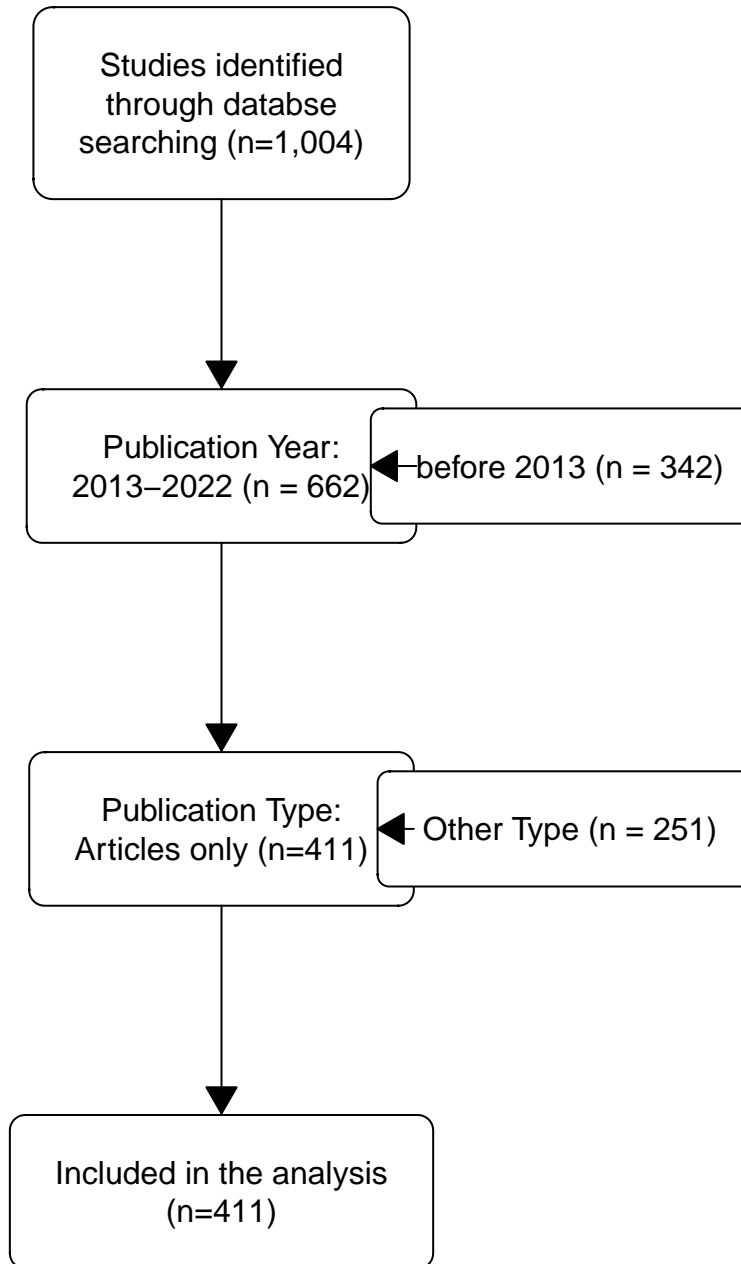 Studies identified
through databse
searching (n=1,004)
Publication Year:
2013−2022 (n = 662)
before 2013 (n = 342)
Publication Type:
Articles only (n=411)
Other Type (n = 251)
Included in the analysis
(n=411)